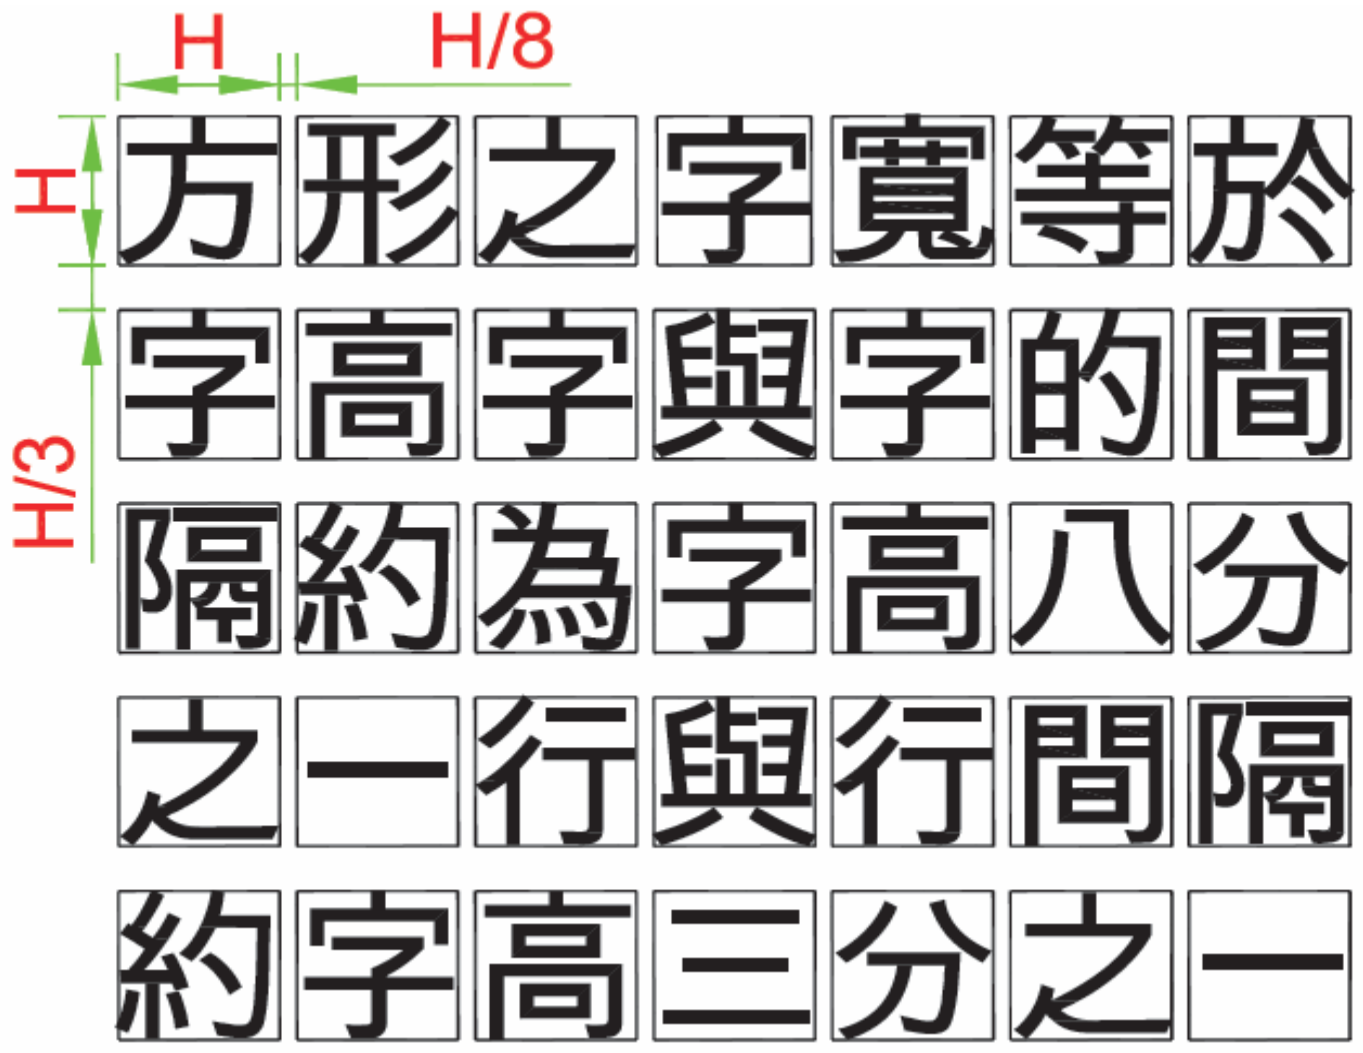 H H/8
H 方形之字寬等於
字高字與字的間
H/3 隔約為字高八分
之一行與行間隔
約字高三分之一